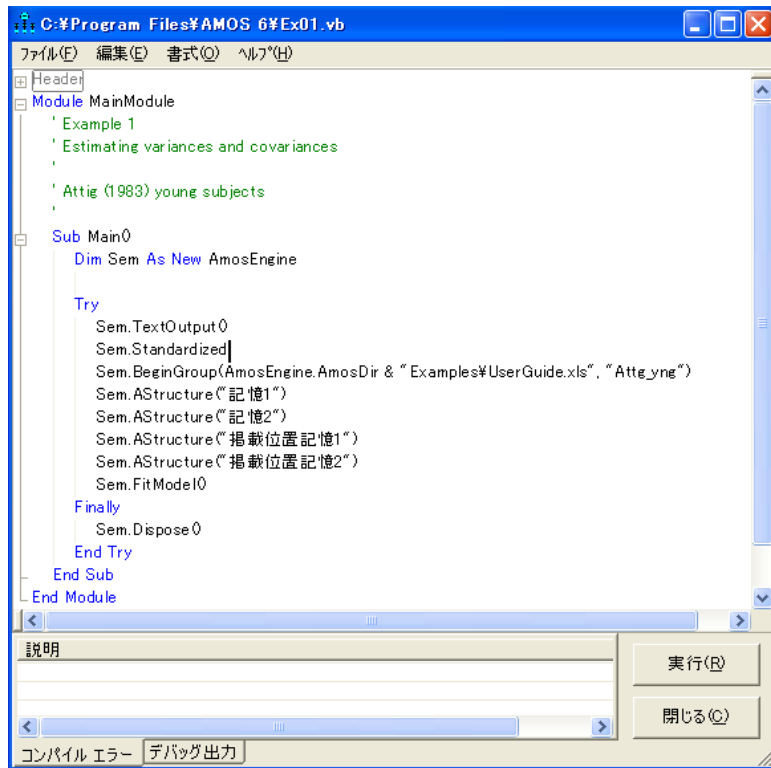 C:¥Program Files¥AMOS 6¥Ex01.vb
ファイル(F) 編集(E) 書式(O) ヘルプ(H)
Header
Module MainModule
' Example 1
' Estimating variances and covariances
'
' Attig (1983) young subjects
'
Sub Main()
Dim Sem As New AmosEngine
Try
Sem.TextOutput()
Sem.Standardized
Sem.BeginGroup(AmosEngine.AmosDir & "Examples¥UserGuide.xls", "Attg_yng")
Sem.AStructure("記憶1")
Sem.AStructure("記憶2")
Sem.AStructure("掲載位置記憶1")
Sem.AStructure("掲載位置記憶2")
Sem.FitModel()
Finally
Sem.Dispose()
End Try
End Sub
End Module
説明
実行(R)
閉じる(C)
コンパイル エラー デバッグ出力